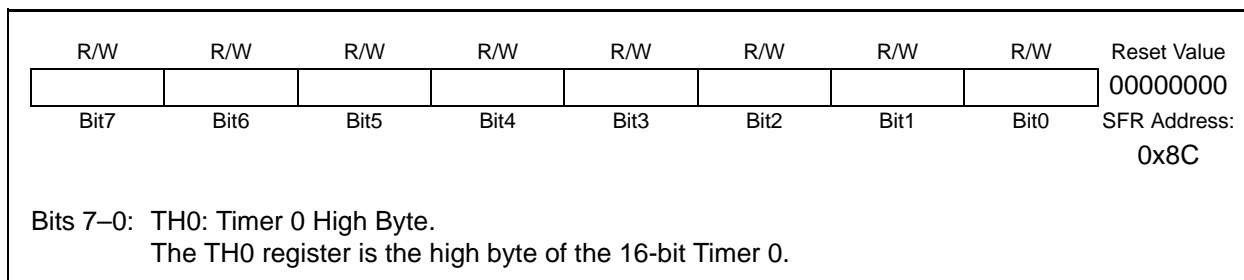 R/W R/W R/W R/W R/W R/W R/W R/W Reset Value
00000000
Bit7 Bit6 Bit5 Bit4 Bit3 Bit2 Bit1 Bit0 SFR Address:
0x8C
Bits 7–0: TH0: Timer 0 High Byte.
The TH0 register is the high byte of the 16-bit Timer 0.